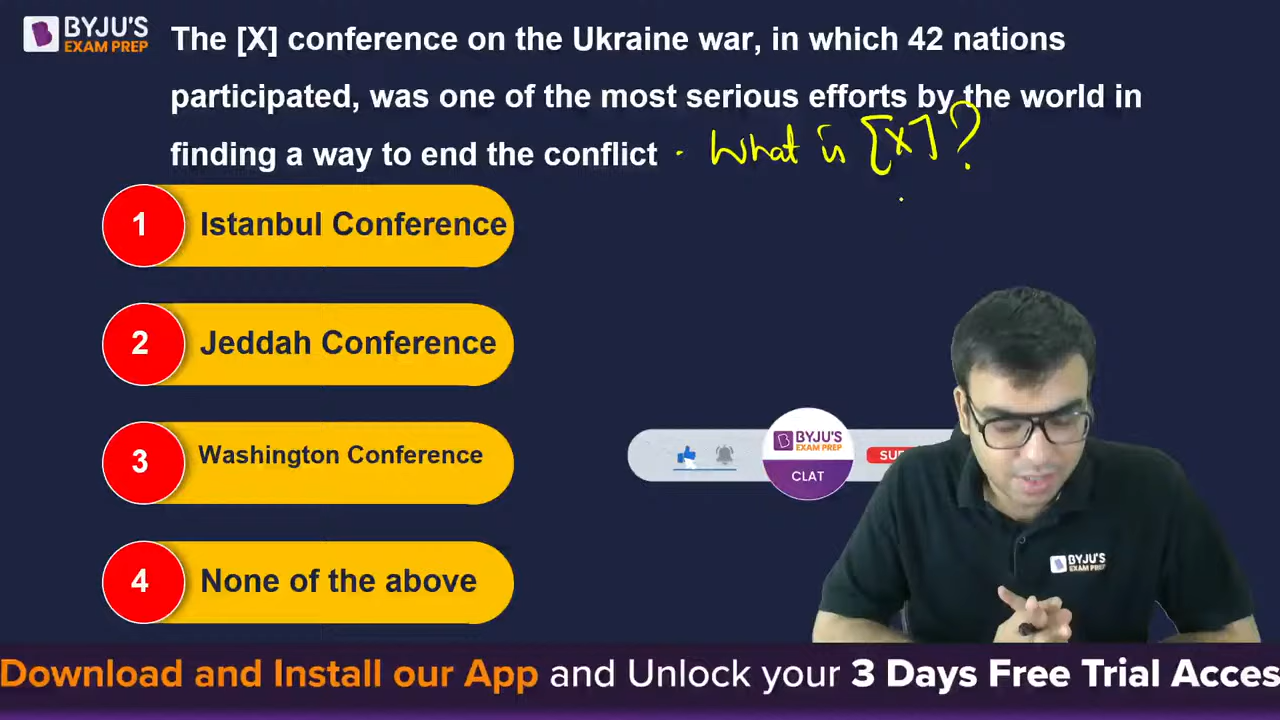 BYJU'S
EXAM PREP
The [X] conference on the Ukraine war, in which 42 nations
participated, was one of the most serious efforts by the world in
finding a way to end the conflict . What is [X]?
1 Istanbul Conference
2 Jeddah Conference
3 Washington Conference
4 None of the above
BYJU'S
EXAM PREP
CLAT
BYJU'S
EXAM PREP
Download and Install our App and Unlock your 3 Days Free Trial Acces